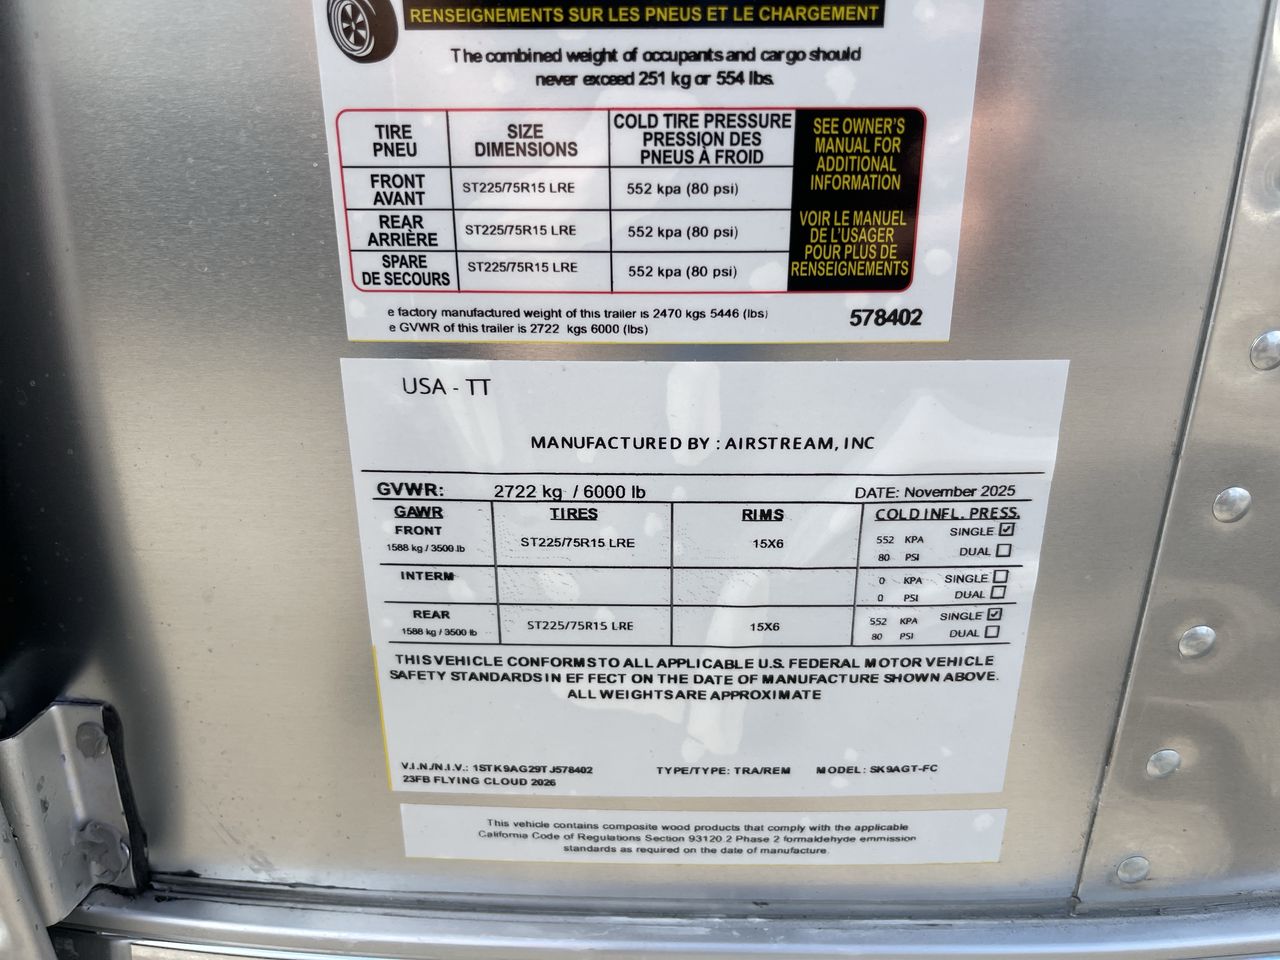 RENSEIGNEMENTS SUR LES PNEUS ET LE CHARGEMENT
The combined weight of occupants and cargo should
never exceed 251 kg or 554 lbs.
TIRE PNEU SIZE DIMENSIONS COLD TIRE PRESSURE PRESSION DES PNEUS À FROID
FRONT AVANT ST225/75R15 LRE 552 kpa (80 psi)
REAR ARRIÈRE ST225/75R15 LRE 552 kpa (80 psi)
SPARE DE SECOURS ST225/75R15 LRE 552 kpa (80 psi)
SEE OWNER'S
MANUAL FOR
ADDITIONAL
INFORMATION
VOIR LE MANUEL
DE L'USAGER
POUR PLUS DE
RENSEIGNEMENTS
e factory manufactured weight of this trailer is 2470 kgs 5446 (lbs)
e GVWR of this trailer is 2722 kgs 6000 (lbs)
578402
USA - TT
MANUFACTURED BY : AIRSTREAM, INC
GVWR: 2722 kg / 6000 lb DATE: November 2025
GAWR TIRES RIMS COLD INFL. PRESS.
FRONT 1588 kg / 3500 lb ST225/75R15 LRE 15X6 552 KPA SINGLE ☑
80 PSI DUAL ☐
INTERM 0 KPA SINGLE ☐
0 PSI DUAL ☐
REAR 1588 kg / 3500 lb ST225/75R15 LRE 15X6 552 KPA SINGLE ☑
80 PSI DUAL ☐
THIS VEHICLE CONFORMS TO ALL APPLICABLE U.S. FEDERAL MOTOR VEHICLE
SAFETY STANDARDS IN EFFECT ON THE DATE OF MANUFACTURE SHOWN ABOVE.
ALL WEIGHTS ARE APPROXIMATE
V.I.N./N.I.V.: 1STK9AG29TJ578402 TYPE/TYPE: TRA/REM MODEL: SK9AGT-FC
23FB FLYING CLOUD 2026
This vehicle contains composite wood products that comply with the applicable
California Code of Regulations Section 93120.2 Phase 2 formaldehyde emmission
standards as required on the date of manufacture.